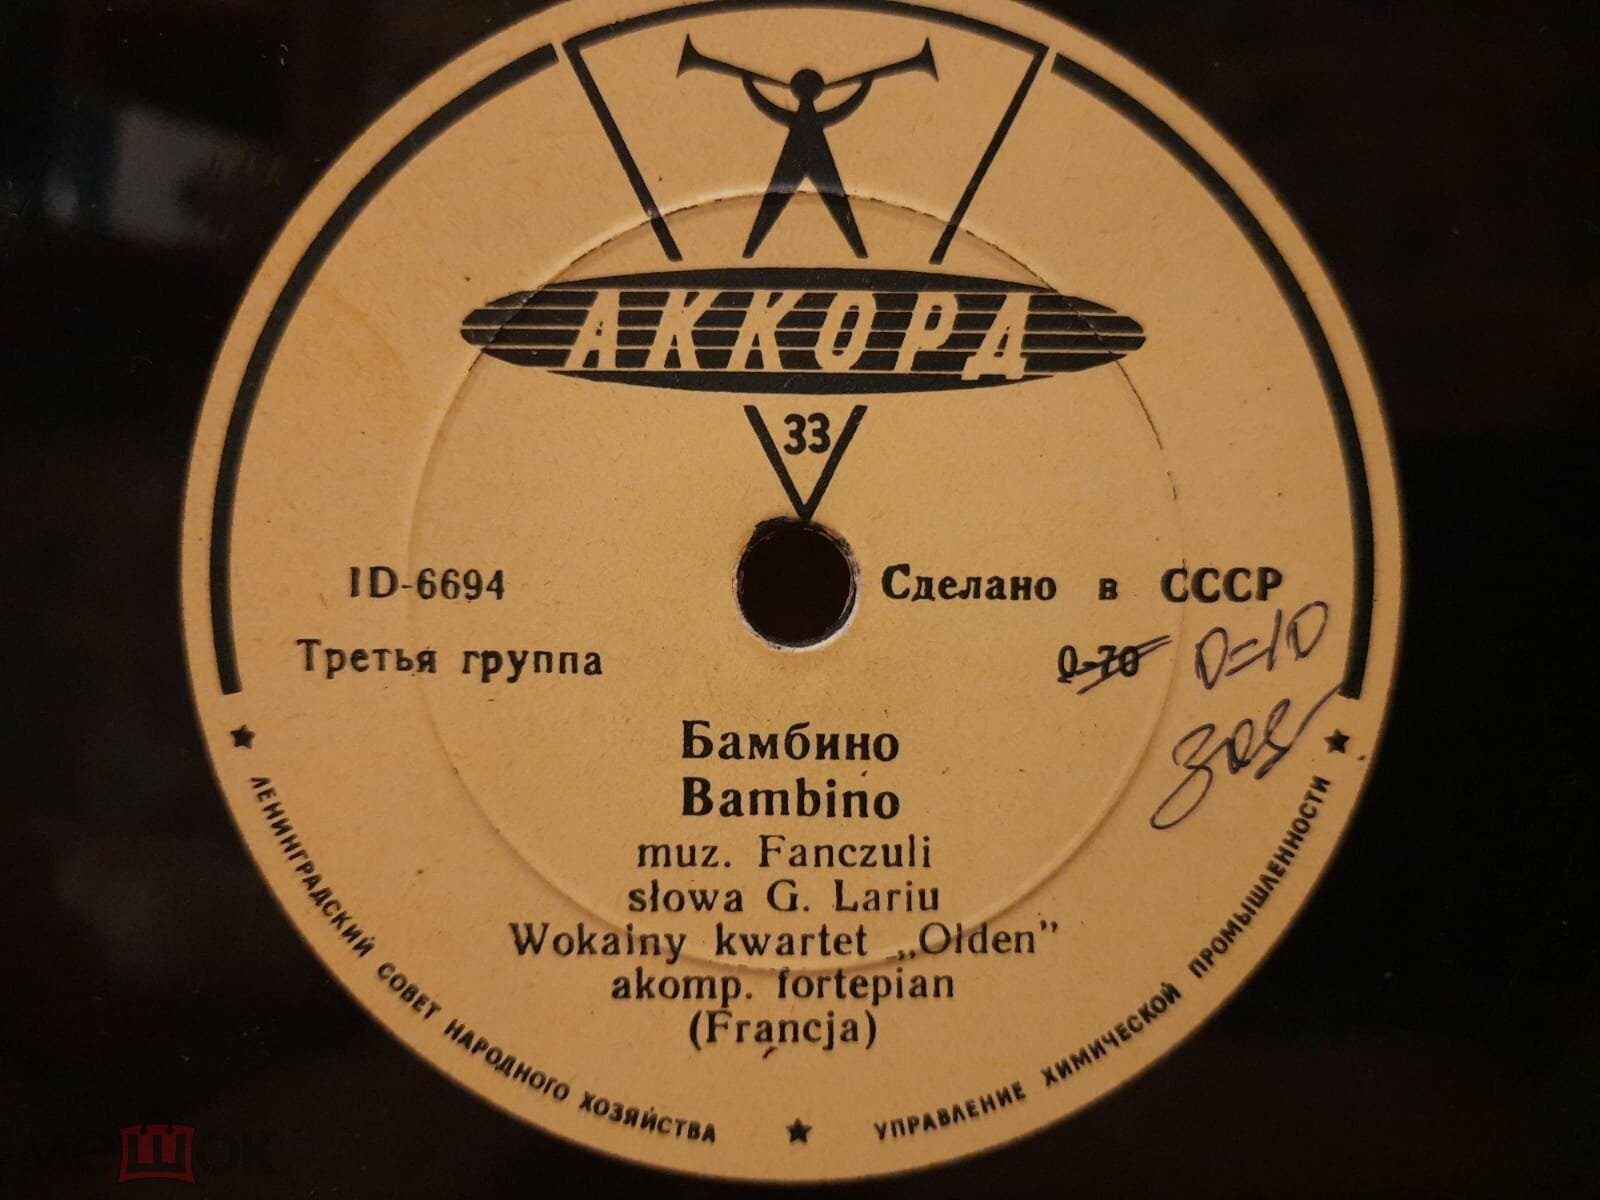 АККОРД
33
ID-6694
Сделано в СССР
Третья группа
0-70 0=10
Бамбино
Bambino
muz. Fanczuli
słowa G. Lariu
Wokalny kwartet „Olden”
akomp. fortepian
(Francja)
ЛЕНИНГРАДСКИЙ СОВЕТ НАРОДНОГО ХОЗЯЙСТВА ★ УПРАВЛЕНИЕ ХИМИЧЕСКОЙ ПРОМЫШЛЕННОСТИ
мешок